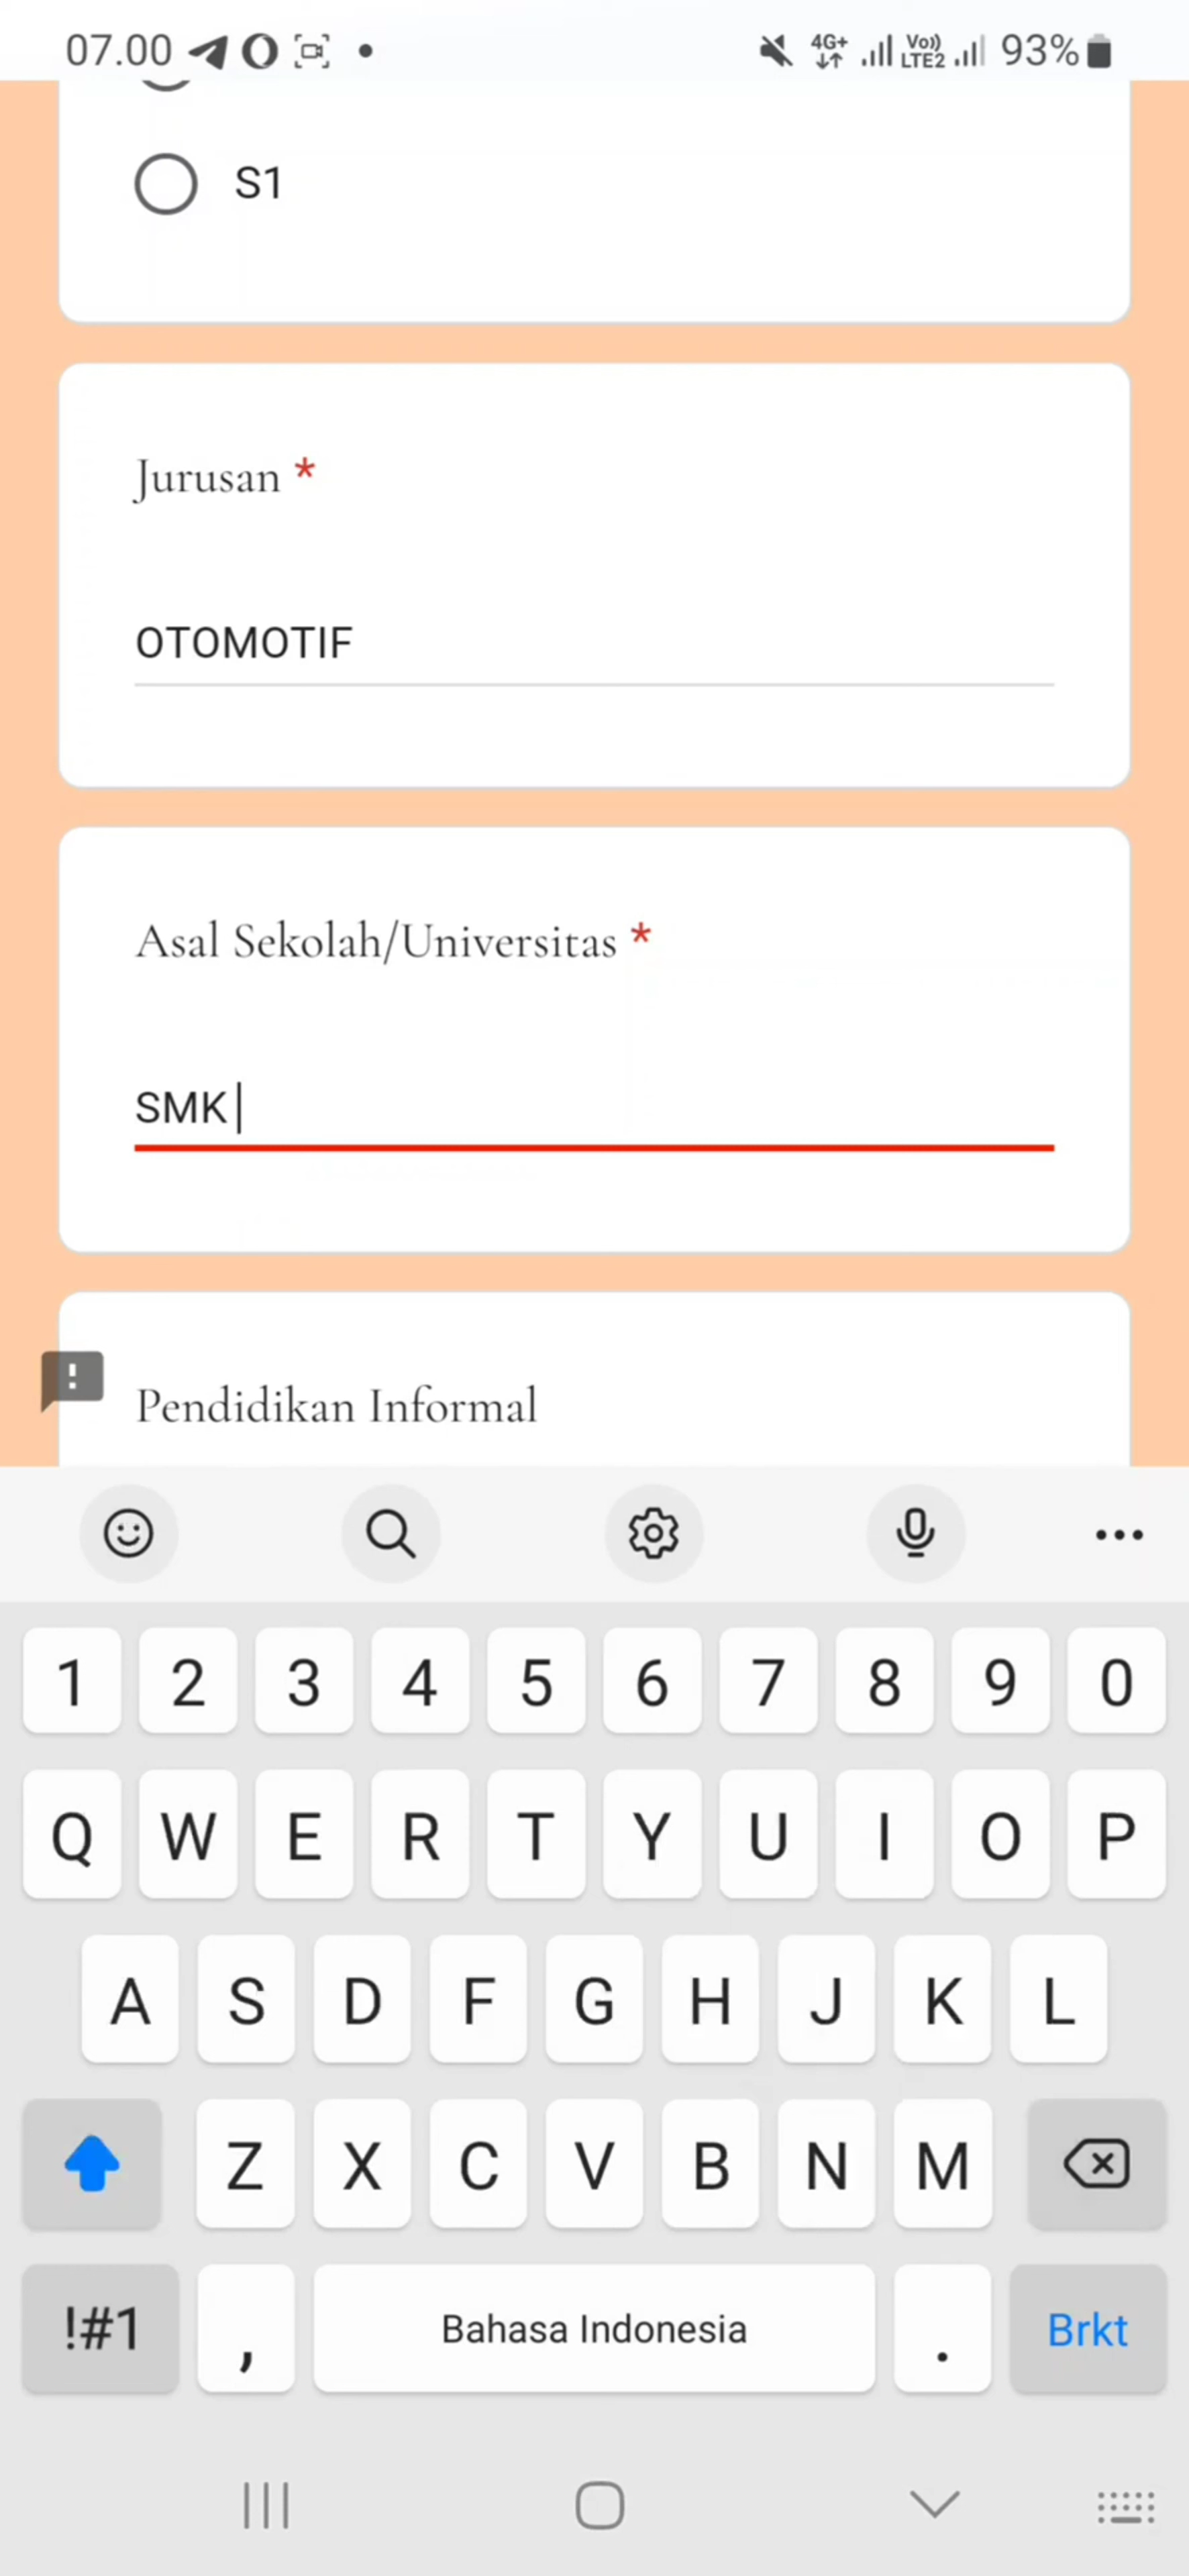 07.00 4G+ Vo)) LTE2 93%
S1
Jurusan *
OTOMOTIF
Asal Sekolah/Universitas *
SMK
!
Pendidikan Informal
1 2 3 4 5 6 7 8 9 0
Q W E R T Y U I O P
A S D F G H J K L
Z X C V B N M
!#1 , Bahasa Indonesia . Brkt